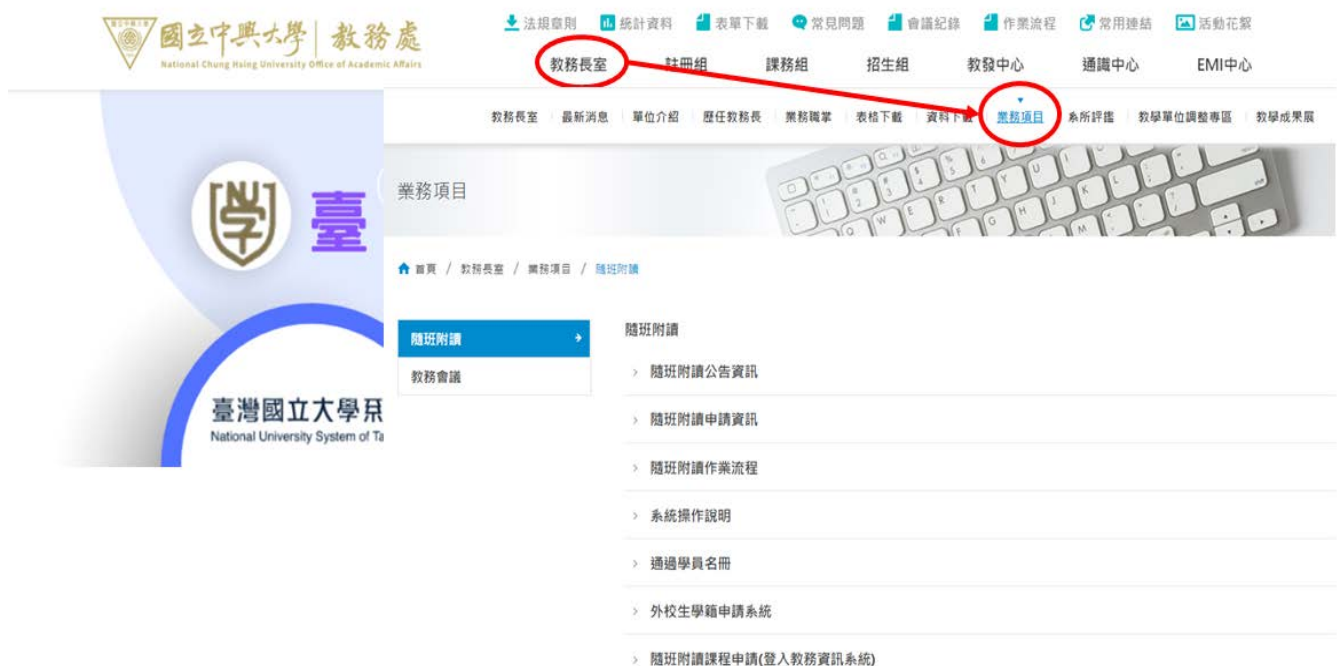 國立中興大學 教務處
National Chung Hsing University Office of Academic Affairs
法規章則 統計資料 表單下載 常見問題 會議紀錄 作業流程 常用連結 活動花絮
教務長室 註冊組 課務組 招生組 教發中心 通識中心 EMI中心
教務長室 最新消息 單位介紹 歷任教務長 業務職掌 表格下載 資料下載 業務項目 系所評鑑 教學單位調整專區 教學成果展
業務項目
臺
首頁 / 教務長室 / 業務項目 / 隨班附讀
隨班附讀
教務會議
臺灣國立大學系
National University System of Ta
隨班附讀
隨班附讀公告資訊
隨班附讀申請資訊
隨班附讀作業流程
系統操作說明
通過學員名冊
外校生學籍申請系統
隨班附讀課程申請(登入教務資訊系統)